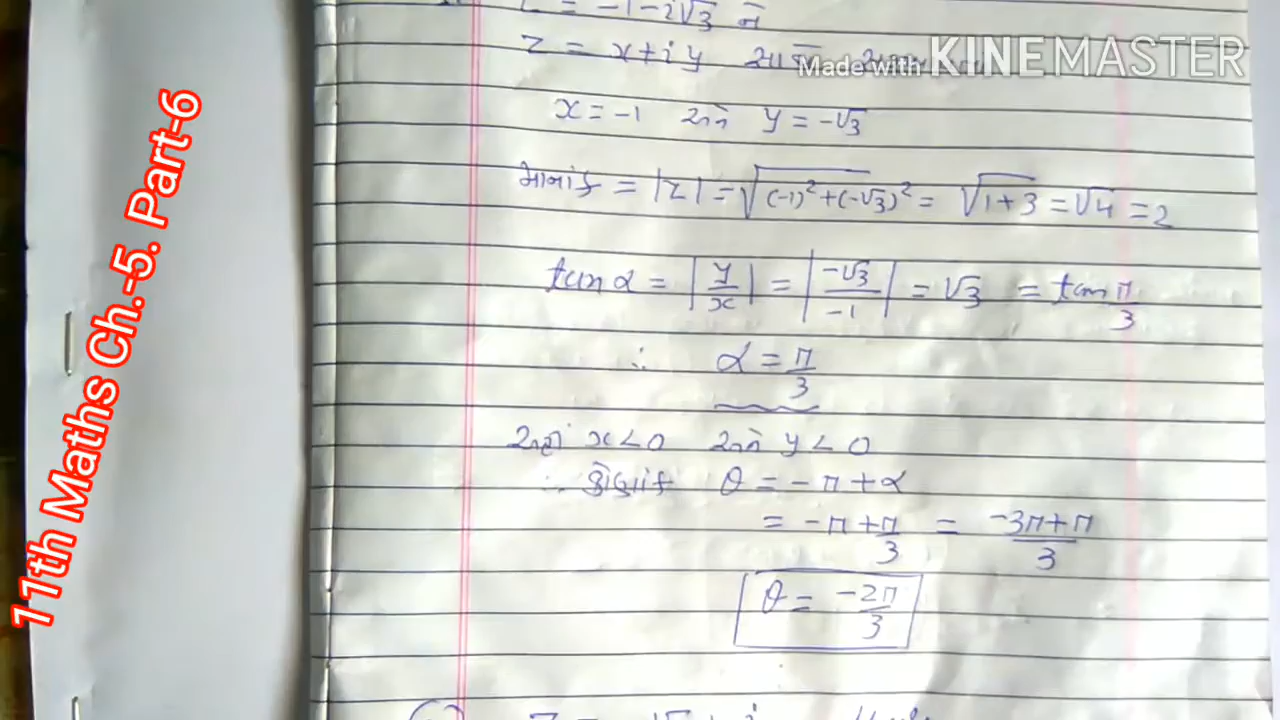 Z = -1-i√3 ને
Z = x+iy સાથે
Made with KINEMASTER
x = -1 અને y = -√3
માનાંક = |Z| = √(-1)²+(-√3)² = √1+3 = √4 = 2
tan α = |y/x| = |-√3/-1| = √3 = tan π/3
∴ α = π/3
અહીં x<0 અને y<0
∴ કોણાંક θ = -π+α
= -π+π/3 = -3π+π/3
θ = -2π/3
11th Maths Ch.-5. Part-6